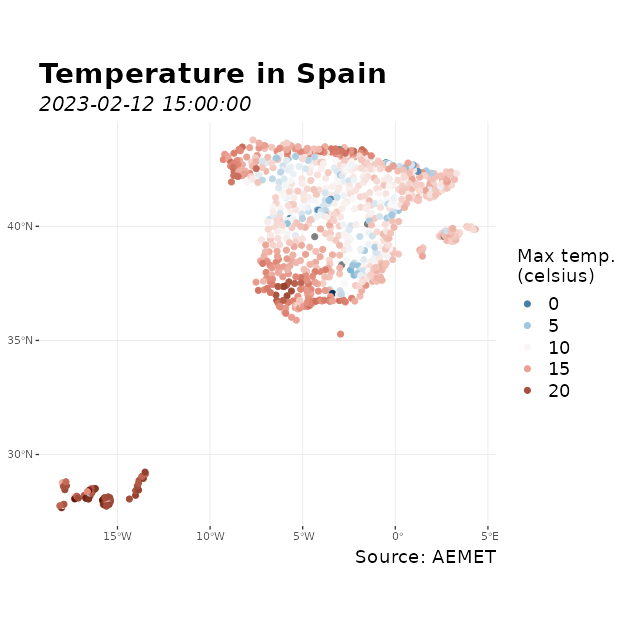 Temperature in Spain
2023-02-12 15:00:00
40°N
35°N
30°N
15°W
10°W
5°W
0°
5°E
Max temp.
(celsius)
0
5
10
15
20
Source: AEMET